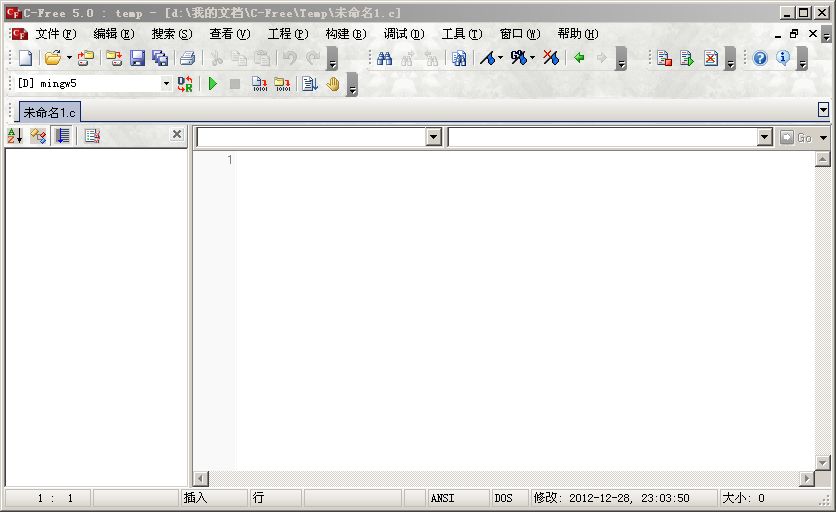 C-Free 5.0 : temp - [d:\我的文档\C-Free\Temp\未命名1.c]
文件(F) 编辑(E) 搜索(S) 查看(V) 工程(P) 构建(B) 调试(D) 工具(T) 窗口(W) 帮助(H)
[D] mingw5
未命名1.c
Go
1
1 : 1 插入 行 ANSI DOS 修改: 2012-12-28, 23:03:50 大小: 0